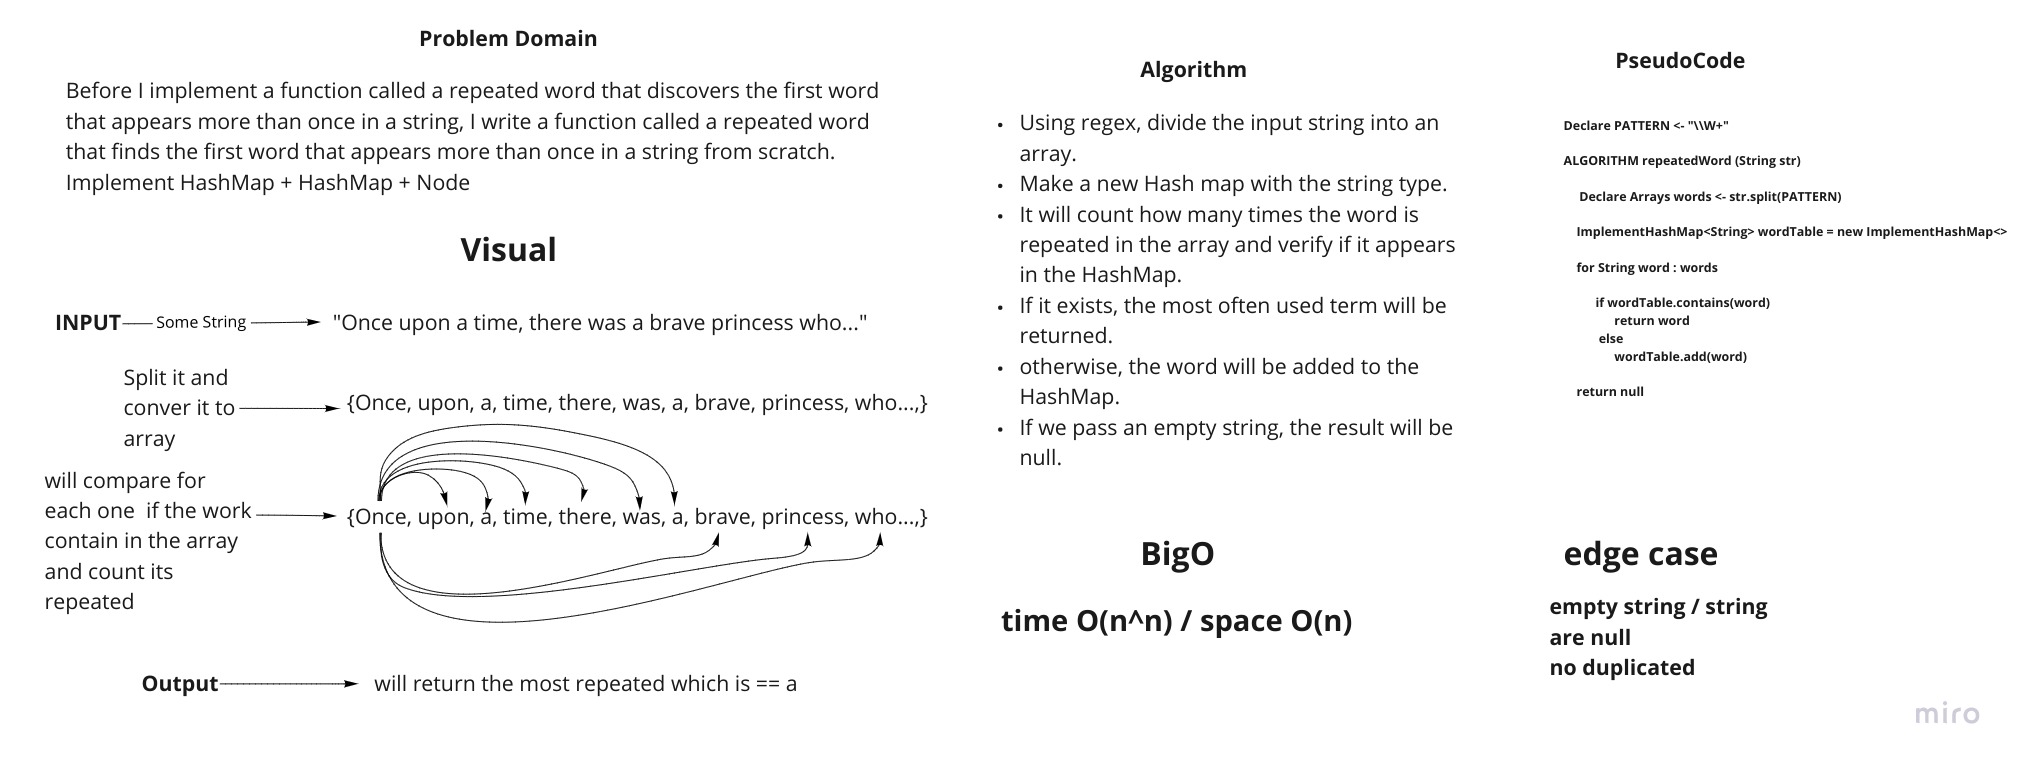 Problem Domain
Before I implement a function called a repeated word that discovers the first word
that appears more than once in a string, I write a function called a repeated word
that finds the first word that appears more than once in a string from scratch.
Implement HashMap + HashMap + Node
Visual
INPUT
Some String
"Once upon a time, there was a brave princess who..."
Split it and
conver it to
array
{Once, upon, a, time, there, was, a, brave, princess, who...,}
will compare for
each one  if the work
contain in the array
and count its
repeated
{Once, upon, a, time, there, was, a, brave, princess, who...,}
Output
will return the most repeated which is == a
Algorithm
• Using regex, divide the input string into an
array.
• Make a new Hash map with the string type.
• It will count how many times the word is
repeated in the array and verify if it appears
in the HashMap.
• If it exists, the most often used term will be
returned.
• otherwise, the word will be added to the
HashMap.
• If we pass an empty string, the result will be
null.
BigO
time O(n^n) / space O(n)
PseudoCode
Declare PATTERN <- "\\W+"
ALGORITHM repeatedWord (String str)
Declare Arrays words <- str.split(PATTERN)
ImplementHashMap<String> wordTable = new ImplementHashMap<>
for String word : words
if wordTable.contains(word)
return word
else
wordTable.add(word)
return null
edge case
empty string / string
are null
no duplicated
miro